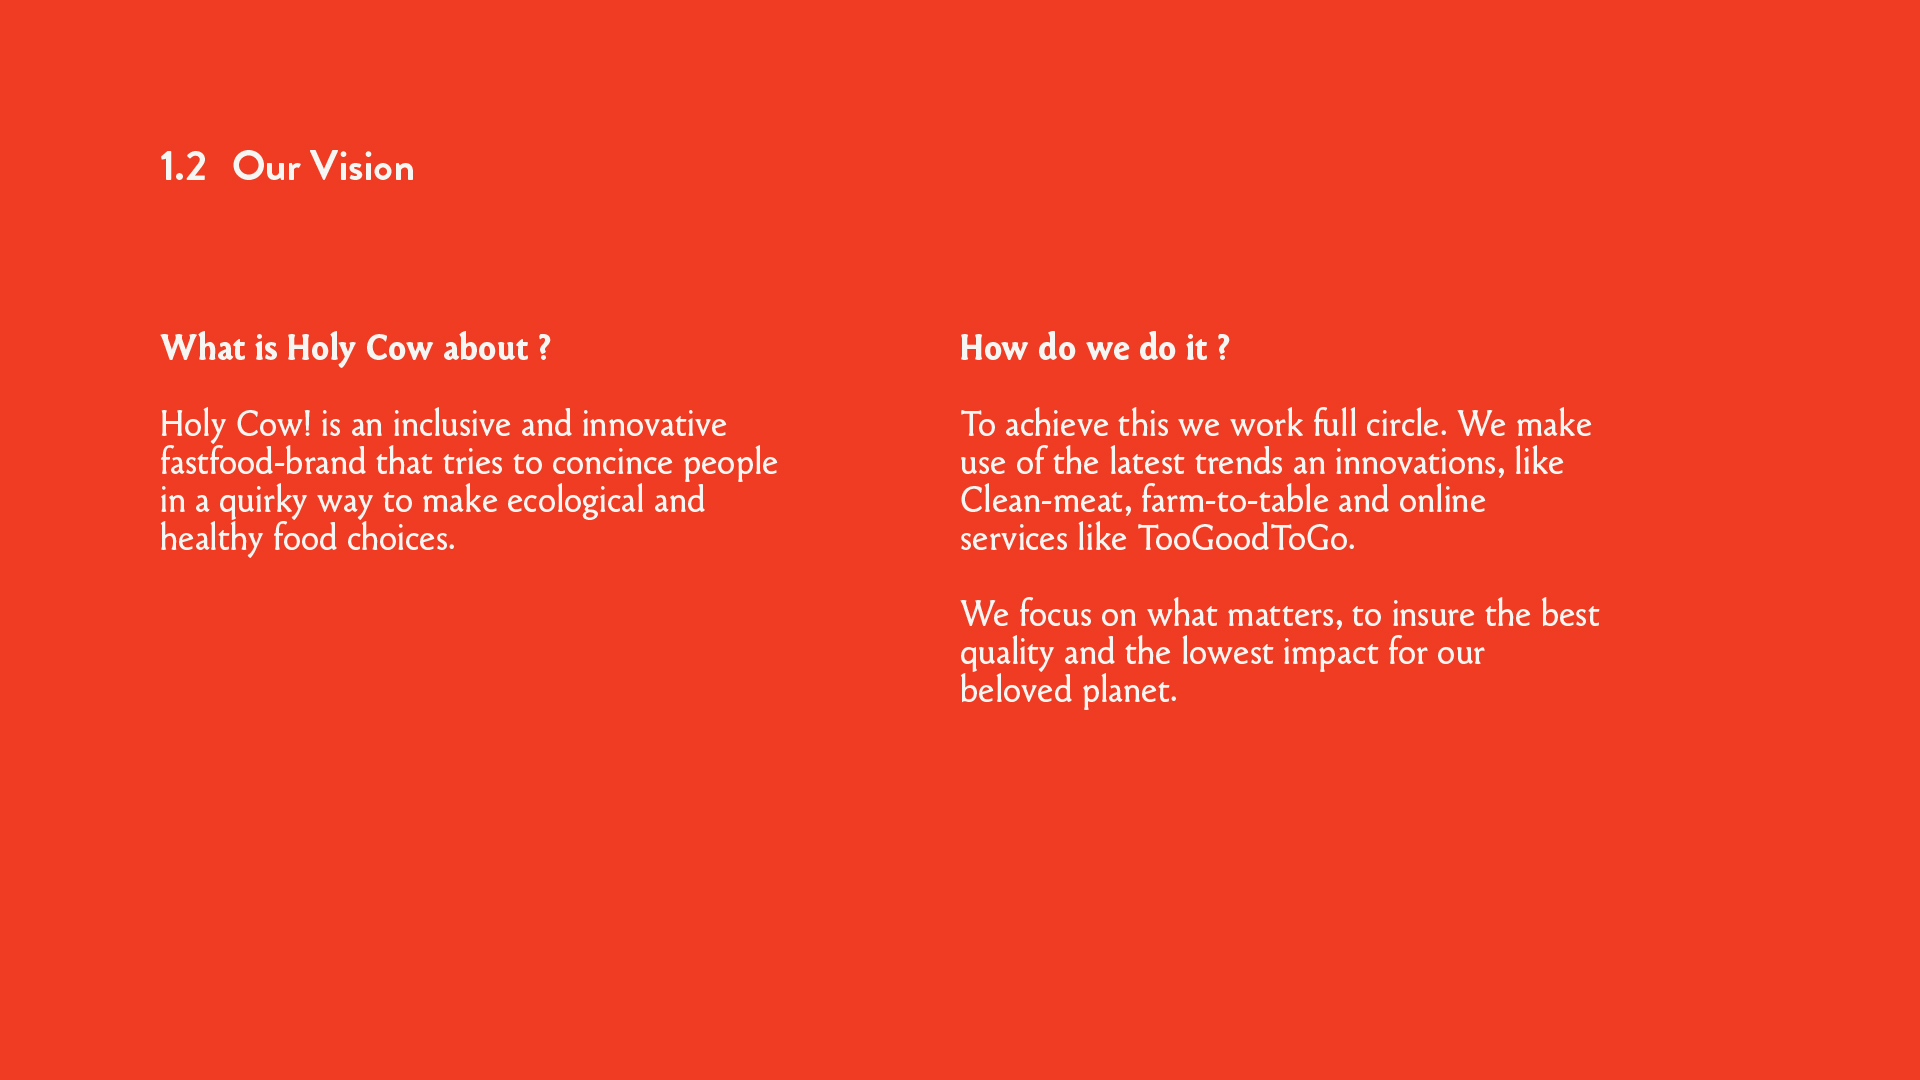 1.2 Our Vision
What is Holy Cow about ?
Holy Cow! is an inclusive and innovative
fastfood-brand that tries to concince people
in a quirky way to make ecological and
healthy food choices.
How do we do it ?
To achieve this we work full circle. We make
use of the latest trends an innovations, like
Clean-meat, farm-to-table and online
services like TooGoodToGo.
We focus on what matters, to insure the best
quality and the lowest impact for our
beloved planet.